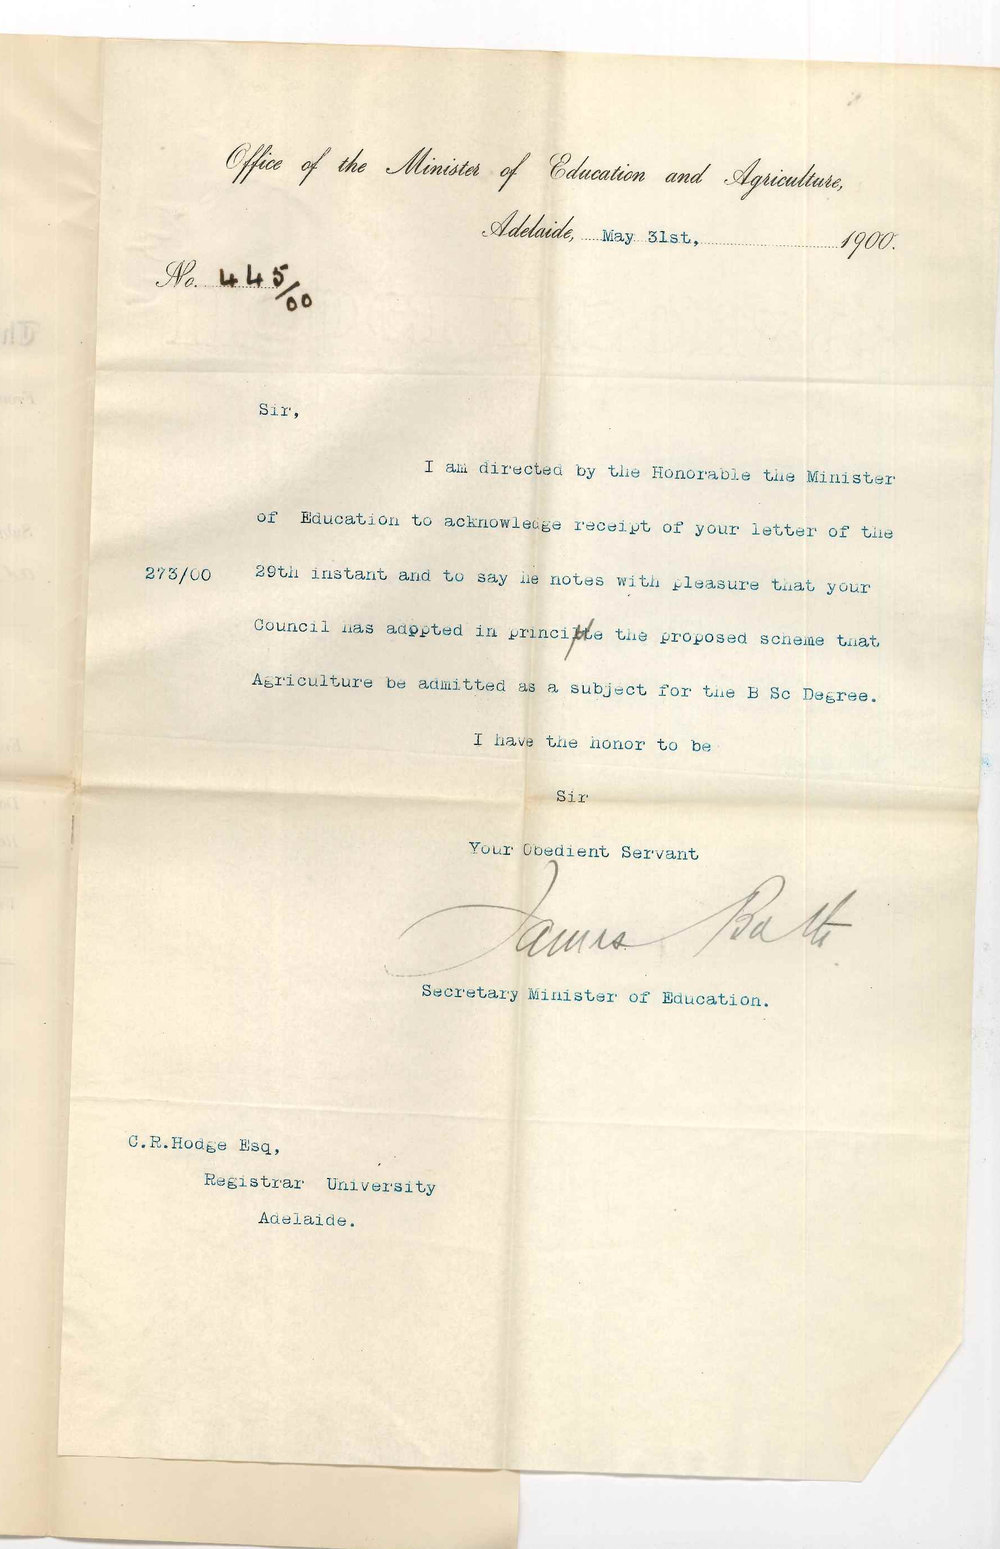 Office of the Minister of Education and Agriculture,
Adelaide, May 31st, 1900.
No. 445/00
Sir,
I am directed by the Honorable the Minister
of Education to acknowledge receipt of your letter of the
273/00 29th instant and to say he notes with pleasure that your
Council has adopted in principle the proposed scheme that
Agriculture be admitted as a subject for the B Sc Degree.
I have the honor to be
Sir
Your Obedient Servant
James Bath
Secretary Minister of Education.
C.R.Hodge Esq,
Registrar University
Adelaide.